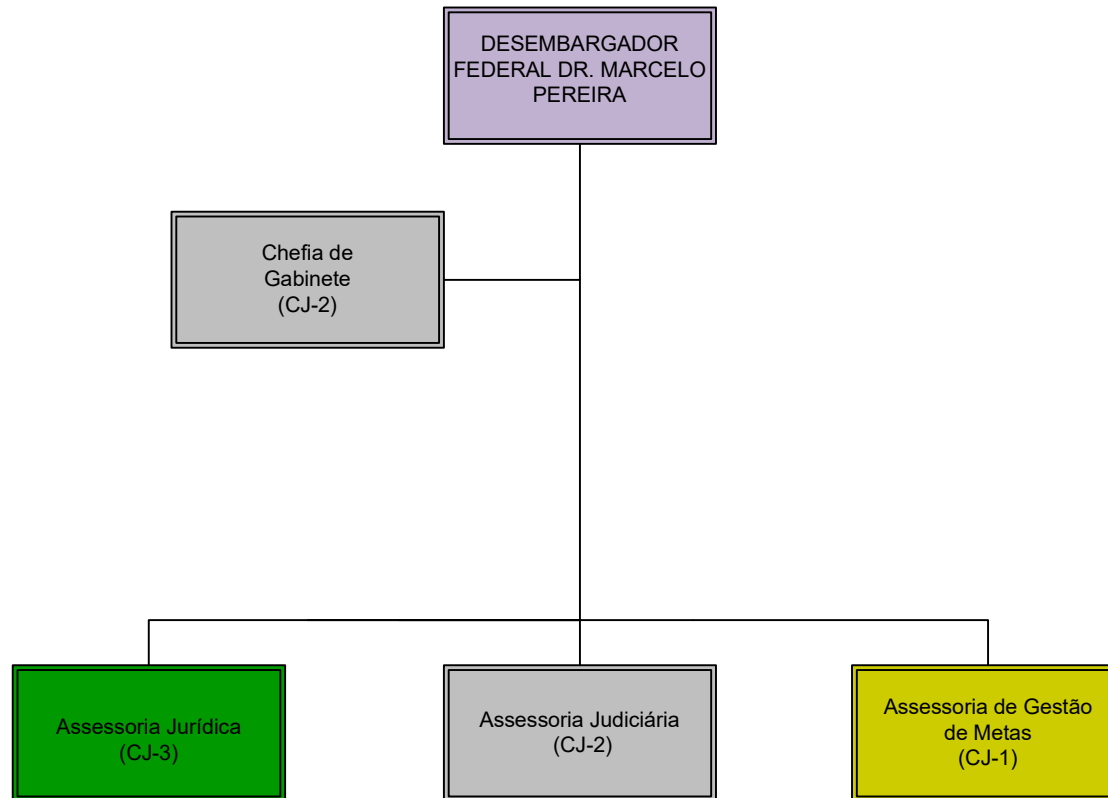 DESEMBARGADOR
FEDERAL DR. MARCELO
PEREIRA
Chefia de
Gabinete
(CJ-2)
Assessoria Jurídica
(CJ-3)
Assessoria Judiciária
(CJ-2)
Assessoria de Gestão
de Metas
(CJ-1)